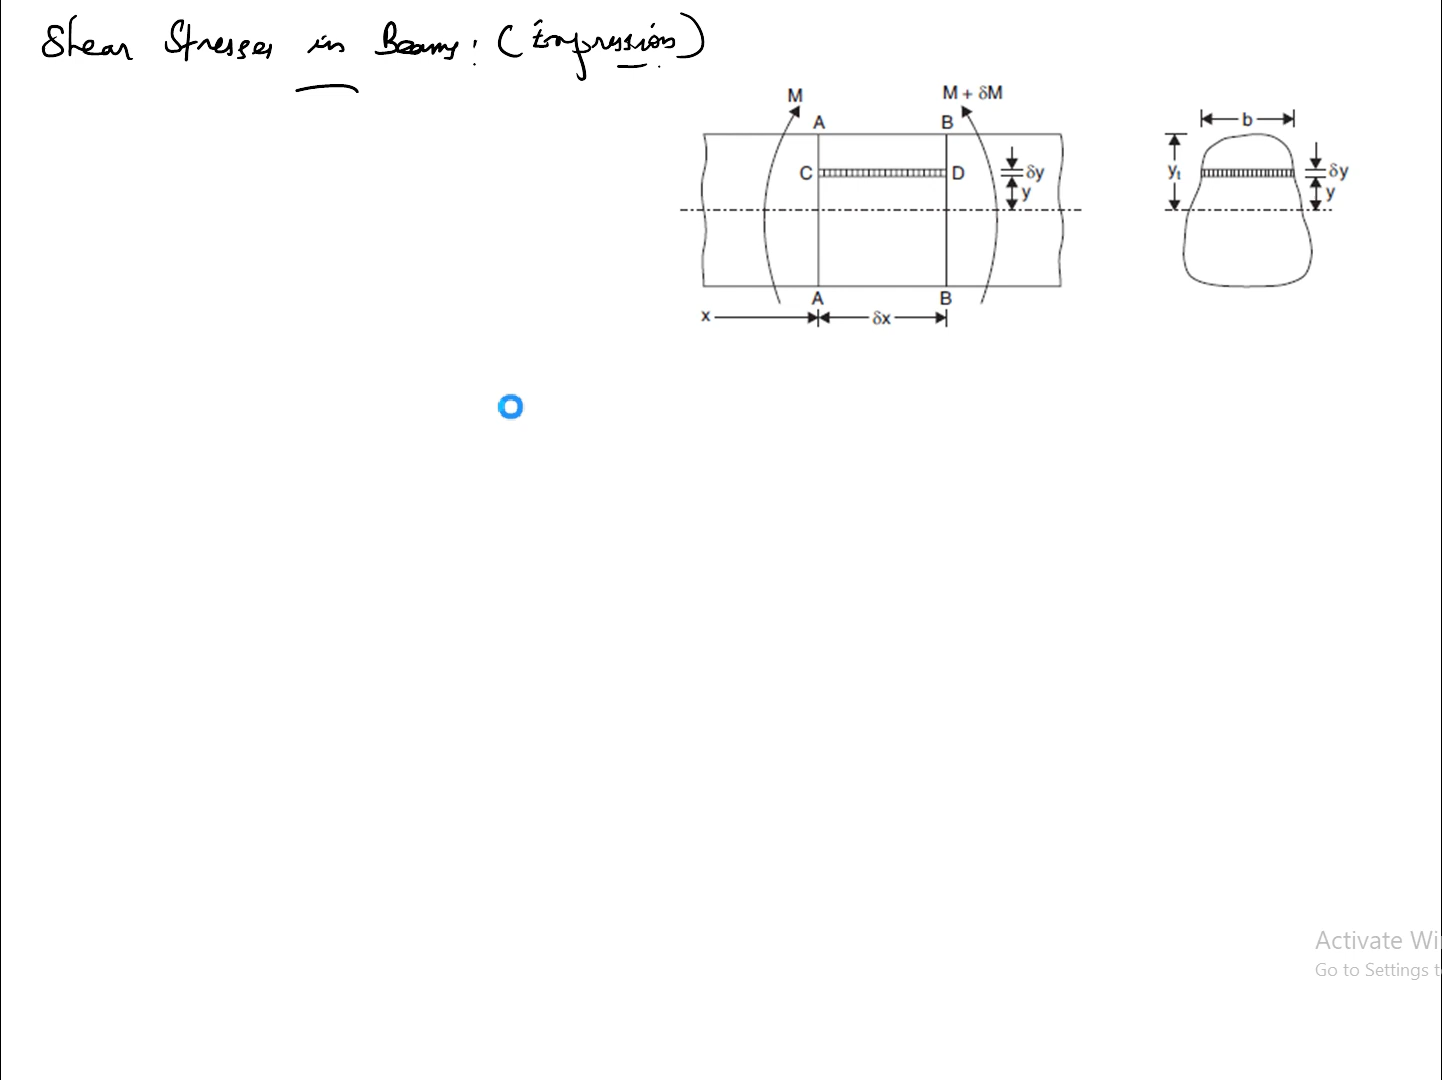 Shear Stresses in Beams: (Expression)
M
M + δM
A
B
b
C
D
δy
y
yt
δy
y
A
B
x
δx
Activate Wi
Go to Settings t